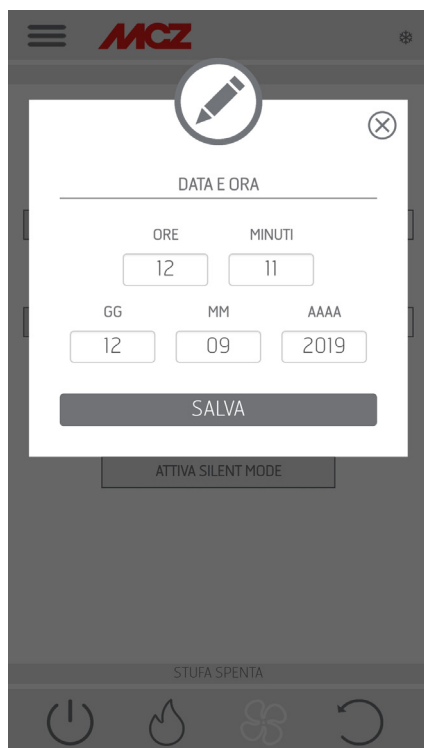 MCZ
DATA E ORA
ORE MINUTI
12 11
GG MM AAAA
12 09 2019
SALVA
ATTIVA SILENT MODE
STUFA SPENTA